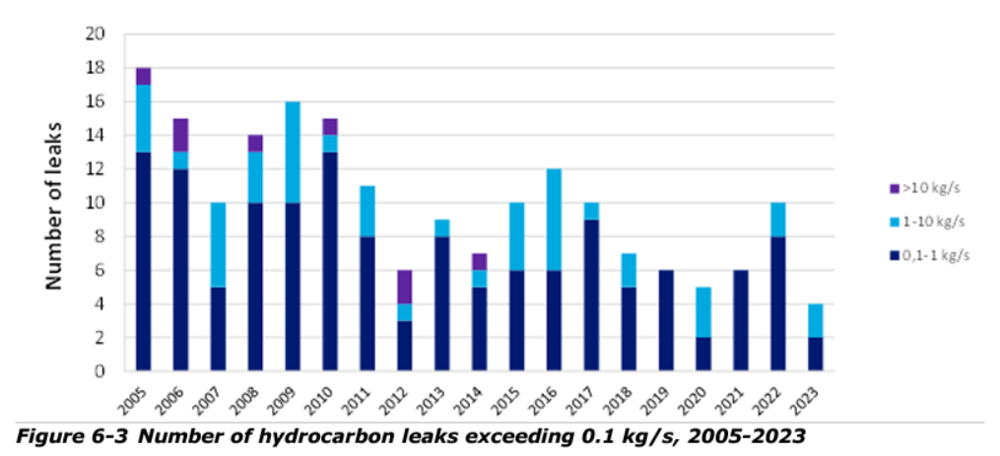 20
18
16
14
12
10
8
6
4
2
0
Number of leaks
>10 kg/s
1-10 kg/s
0,1-1 kg/s
2005 2006 2007 2008 2009 2010 2011 2012 2013 2014 2015 2016 2017 2018 2019 2020 2021 2022 2023
Figure 6-3 Number of hydrocarbon leaks exceeding 0.1 kg/s, 2005-2023